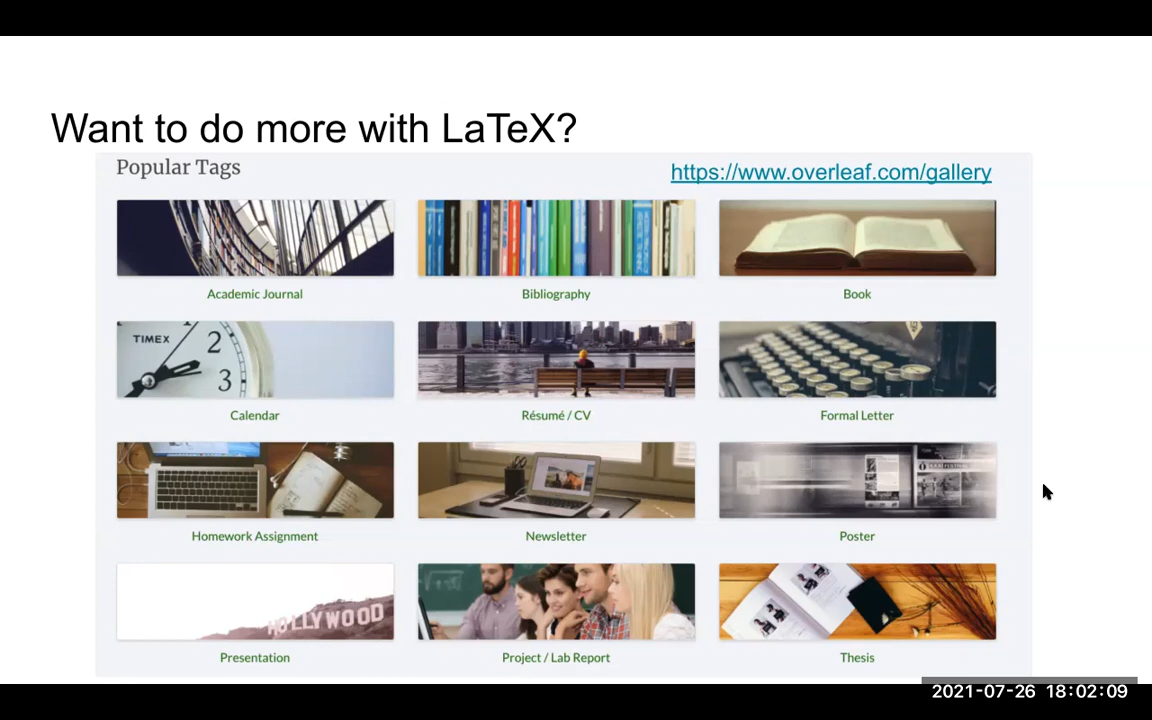 Want to do more with LaTeX?
Popular Tags
https://www.overleaf.com/gallery
Academic Journal
Bibliography
Book
TIMEX
2
3
Calendar
Résumé / CV
Formal Letter
Homework Assignment
Newsletter
Poster
HOLLYWOOD
Presentation
Project / Lab Report
Thesis
2021-07-26 18:02:09